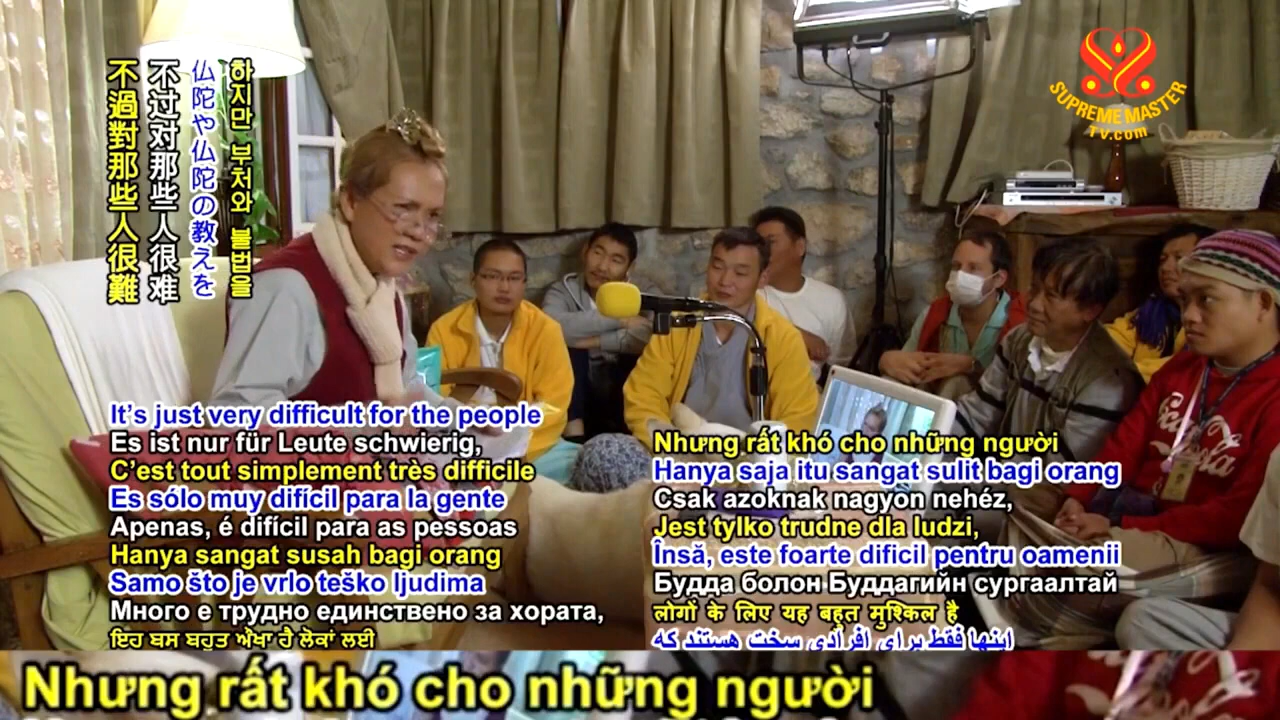 하지만 부처와 불법을
仏陀や仏陀の教えを
不过对那些人很难
不過對那些人很難
SUPREME MASTER
TV.com
It's just very difficult for the people
Es ist nur für Leute schwierig,
C'est tout simplement très difficile
Es sólo muy difícil para la gente
Apenas, é difícil para as pessoas
Hanya sangat susah bagi orang
Samo što je vrlo teško ljudima
Много е трудно единствено за хората,
ਇਹ ਬਸ ਬਹੁਤ ਔਖਾ ਹੈ ਲੋਕਾਂ ਲਈ
Nhưng rất khó cho những người
Hanya saja itu sangat sulit bagi orang
Csak azoknak nagyon nehéz,
Jest tylko trudne dla ludzi,
Însă, este foarte dificil pentru oamenii
Будда болон Буддагийн сургаалтай
लोगों के लिए यह बहुत मुश्किल है
اینها فقط برای افرادی سخت هستند که
Nhưng rất khó cho những người